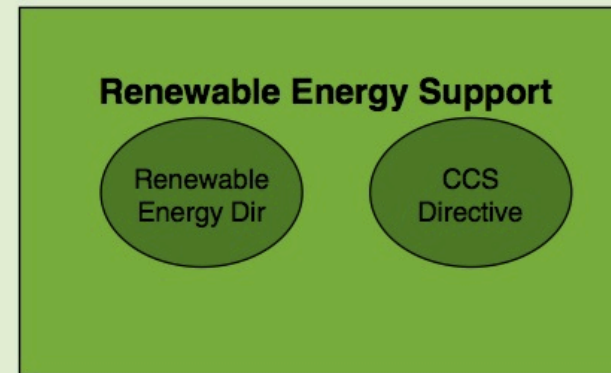 Renewable Energy Support
Renewable
Energy Dir
CCS
Directive